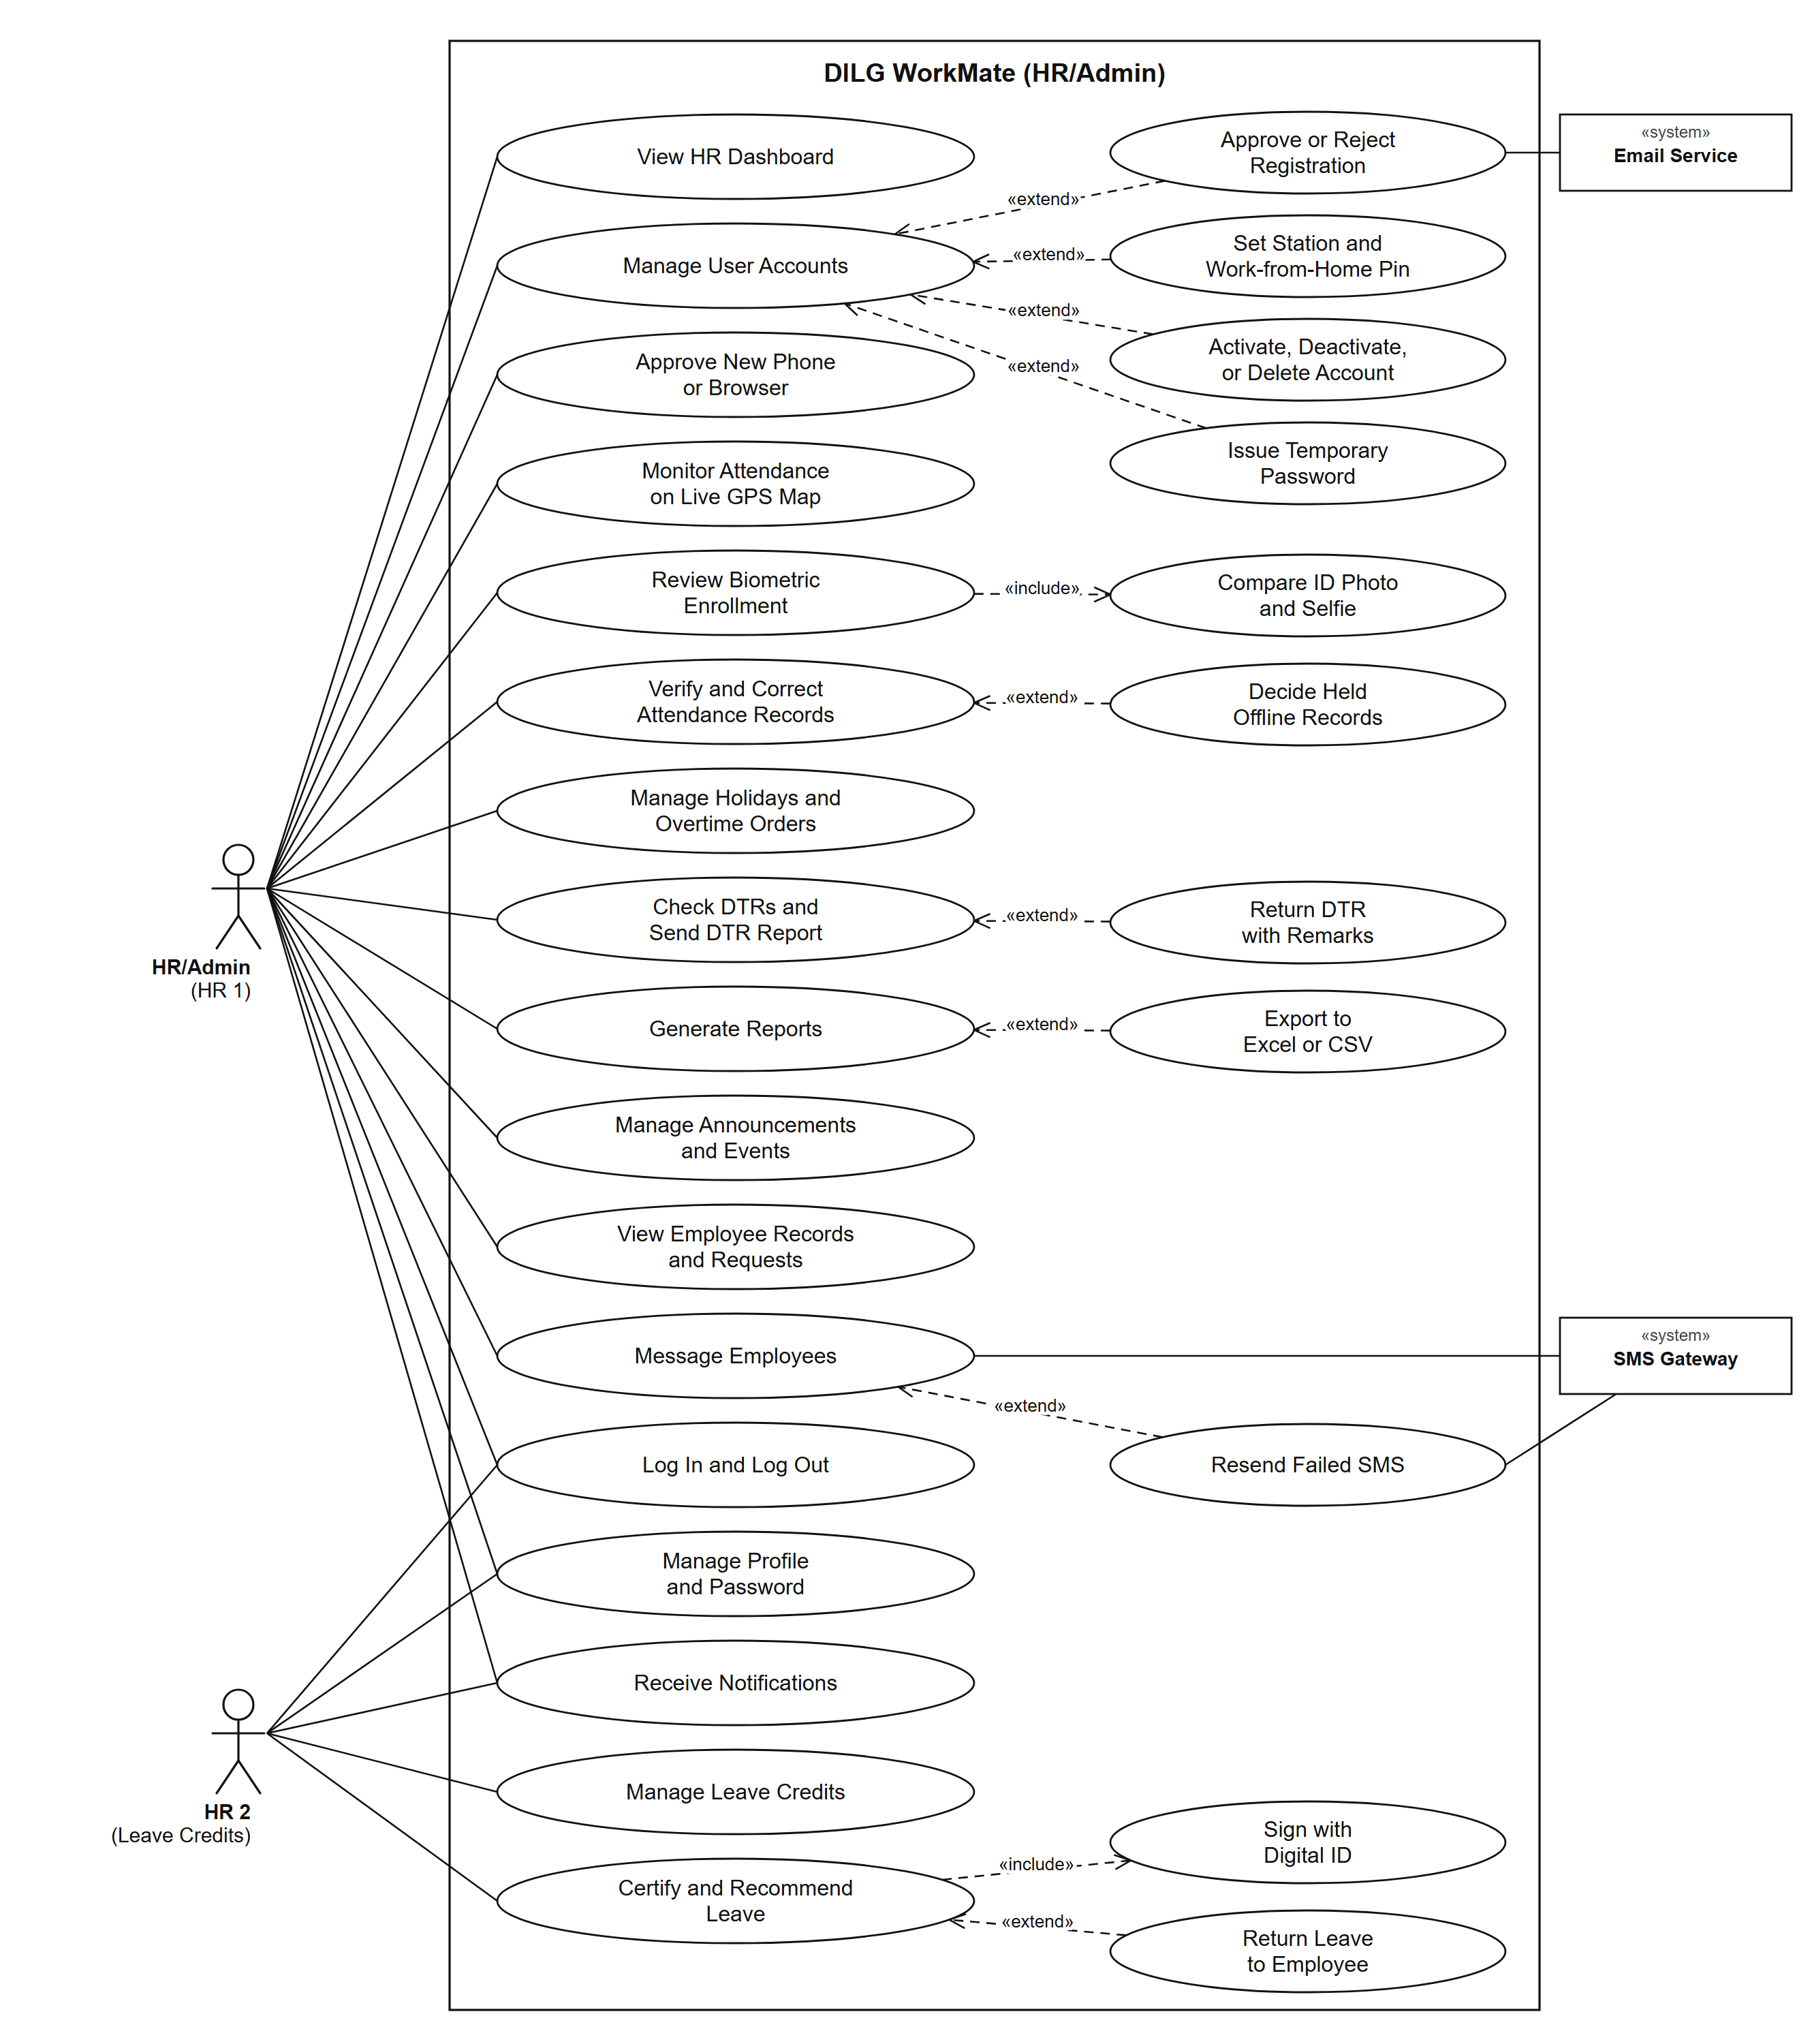 DILG WorkMate (HR/Admin)
View HR Dashboard
Approve or Reject
Registration
«system»
Email Service
«extend»
Manage User Accounts
«extend»
Set Station and
Work-from-Home Pin
«extend»
Activate, Deactivate,
or Delete Account
Approve New Phone
or Browser
«extend»
Issue Temporary
Password
Monitor Attendance
on Live GPS Map
Review Biometric
Enrollment
«include»
Compare ID Photo
and Selfie
Verify and Correct
Attendance Records
«extend»
Decide Held
Offline Records
Manage Holidays and
Overtime Orders
HR/Admin
(HR 1)
Check DTRs and
Send DTR Report
«extend»
Return DTR
with Remarks
Generate Reports
«extend»
Export to
Excel or CSV
Manage Announcements
and Events
View Employee Records
and Requests
Message Employees
«system»
SMS Gateway
«extend»
Log In and Log Out
Resend Failed SMS
Manage Profile
and Password
Receive Notifications
HR 2
(Leave Credits)
Manage Leave Credits
Certify and Recommend
Leave
«include»
Sign with
Digital ID
«extend»
Return Leave
to Employee